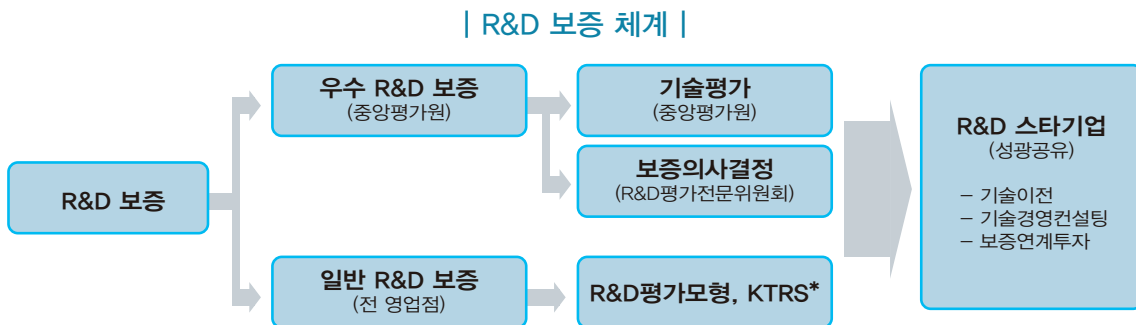 | R&D 보증 체계 |
R&D 보증
우수 R&D 보증
(중앙평가원)
기술평가
(중앙평가원)
보증의사결정
(R&D평가전문위원회)
일반 R&D 보증
(전 영업점)
R&D평가모형, KTRS*
R&D 스타기업
(성광공유)
– 기술이전
– 기술경영컨설팅
– 보증연계투자